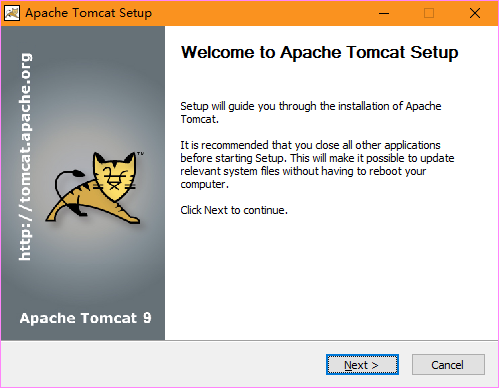 Apache Tomcat Setup
Welcome to Apache Tomcat Setup
Setup will guide you through the installation of Apache
Tomcat.
It is recommended that you close all other applications
before starting Setup. This will make it possible to update
relevant system files without having to reboot your
computer.
Click Next to continue.
http://tomcat.apache.org
TM
Apache Tomcat 9
Next >
Cancel